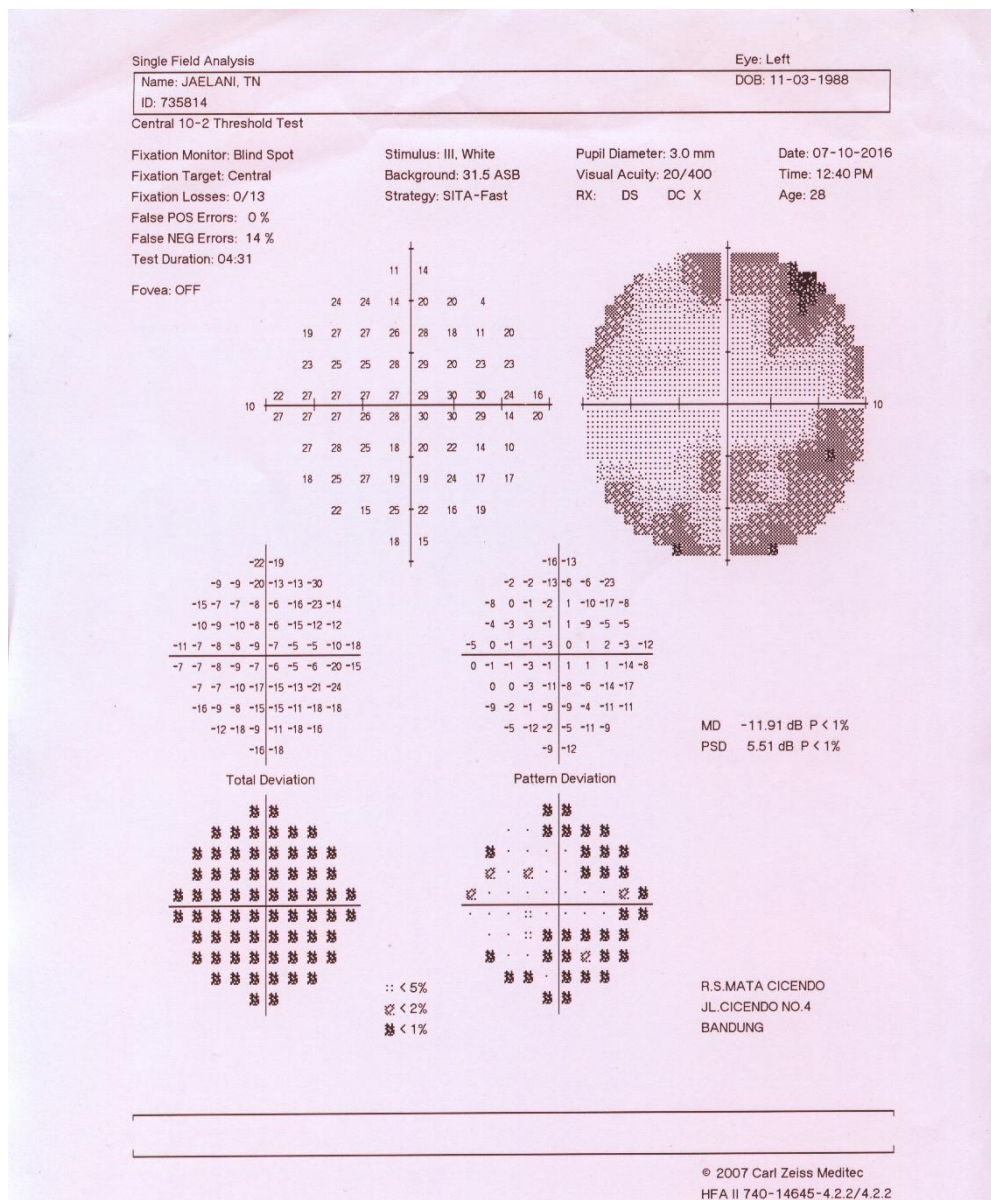 Single Field Analysis Eye: Left
Name: JAELANI, TN DOB: 11-03-1988
ID: 735814
Central 10-2 Threshold Test
Fixation Monitor: Blind Spot Stimulus: III, White Pupil Diameter: 3.0 mm Date: 07-10-2016
Fixation Target: Central Background: 31.5 ASB Visual Acuity: 20/400 Time: 12:40 PM
Fixation Losses: 0/13 Strategy: SITA-Fast RX: DS DC X Age: 28
False POS Errors: 0 %
False NEG Errors: 14 %
Test Duration: 04:31
Fovea: OFF
11 14
24 24 14 20 20 4
19 27 27 26 28 18 11 20
23 25 25 28 29 20 23 23
22 27 27 27 27 29 30 30 24 16
10 10
27 27 27 26 28 30 30 29 14 20
27 28 25 18 20 22 14 10
18 25 27 19 19 24 17 17
22 15 25 22 16 19
18 15
-22 -19 -16 -13
-9 -9 -20 -13 -13 -30 -2 -2 -13 -6 -6 -23
-15 -7 -7 -8 -6 -16 -23 -14 -8 0 -1 -2 1 -10 -17 -8
-10 -9 -10 -8 -6 -15 -12 -12 -4 -3 -3 -1 1 -9 -5 -5
-11 -7 -8 -8 -9 -7 -5 -5 -10 -18 -5 0 -1 -1 -3 0 1 2 -3 -12
-7 -7 -8 -9 -7 -6 -5 -6 -20 -15 0 -1 -1 -3 -1 1 1 1 -14 -8
-7 -7 -10 -17 -15 -13 -21 -24 0 0 -3 -11 -8 -6 -14 -17
-16 -9 -8 -15 -15 -11 -18 -18 -9 -2 -1 -9 -9 -4 -11 -11
-12 -18 -9 -11 -18 -16 -5 -12 -2 -5 -11 -9
-16 -18 -9 -12
MD -11.91 dB P < 1%
PSD 5.51 dB P < 1%
Total Deviation Pattern Deviation
< 5%
< 2%
< 1%
R.S.MATA CICENDO
JL.CICENDO NO.4
BANDUNG
© 2007 Carl Zeiss Meditec
HFA II 740-14645-4.2.2/4.2.2